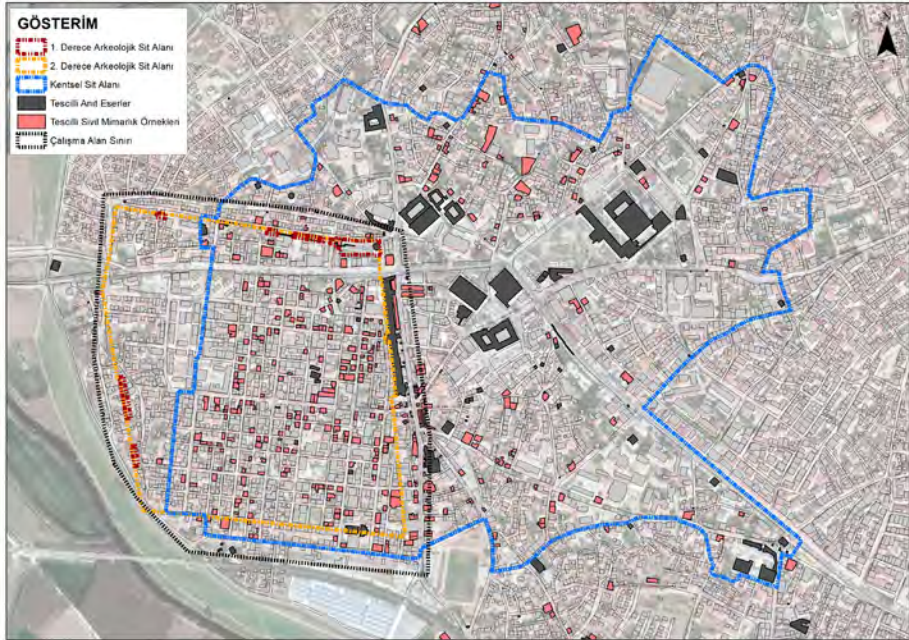 GÖSTERİM
1. Derece Arkeolojik Sit Alanı
2. Derece Arkeolojik Sit Alanı
Kentsel Sit Alanı
Tescilli Anıt Eserler
Tescilli Sivil Mimarlık Örnekleri
Çalışma Alan Sınırı